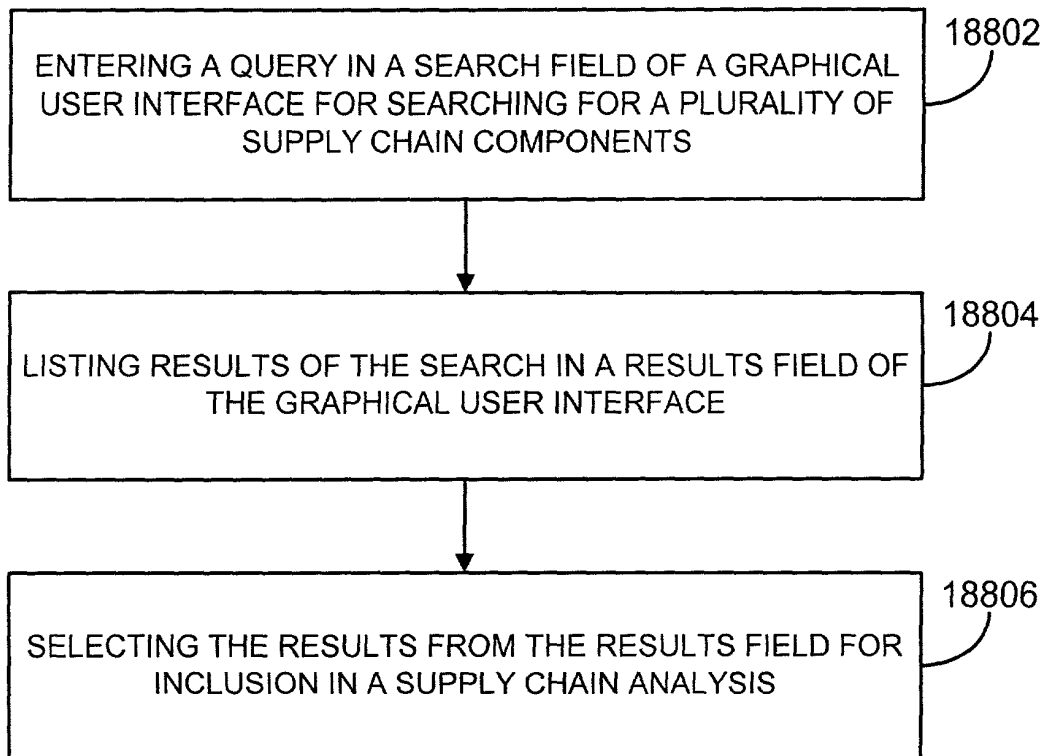 18802
ENTERING A QUERY IN A SEARCH FIELD OF A GRAPHICAL
USER INTERFACE FOR SEARCHING FOR A PLURALITY OF
SUPPLY CHAIN COMPONENTS
18804
LISTING RESULTS OF THE SEARCH IN A RESULTS FIELD OF
THE GRAPHICAL USER INTERFACE
18806
SELECTING THE RESULTS FROM THE RESULTS FIELD FOR
INCLUSION IN A SUPPLY CHAIN ANALYSIS